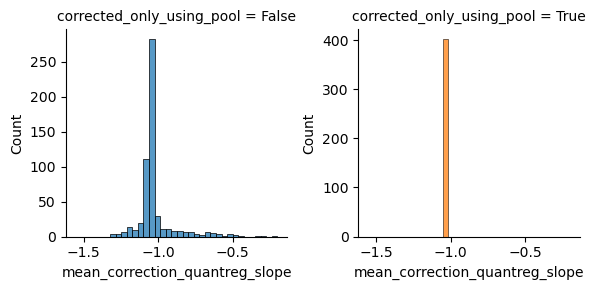 corrected_only_using_pool = False
corrected_only_using_pool = True
Count
250
200
150
100
50
0
−1.5
−1.0
−0.5
mean_correction_quantreg_slope
Count
400
300
200
100
0
−1.5
−1.0
−0.5
mean_correction_quantreg_slope